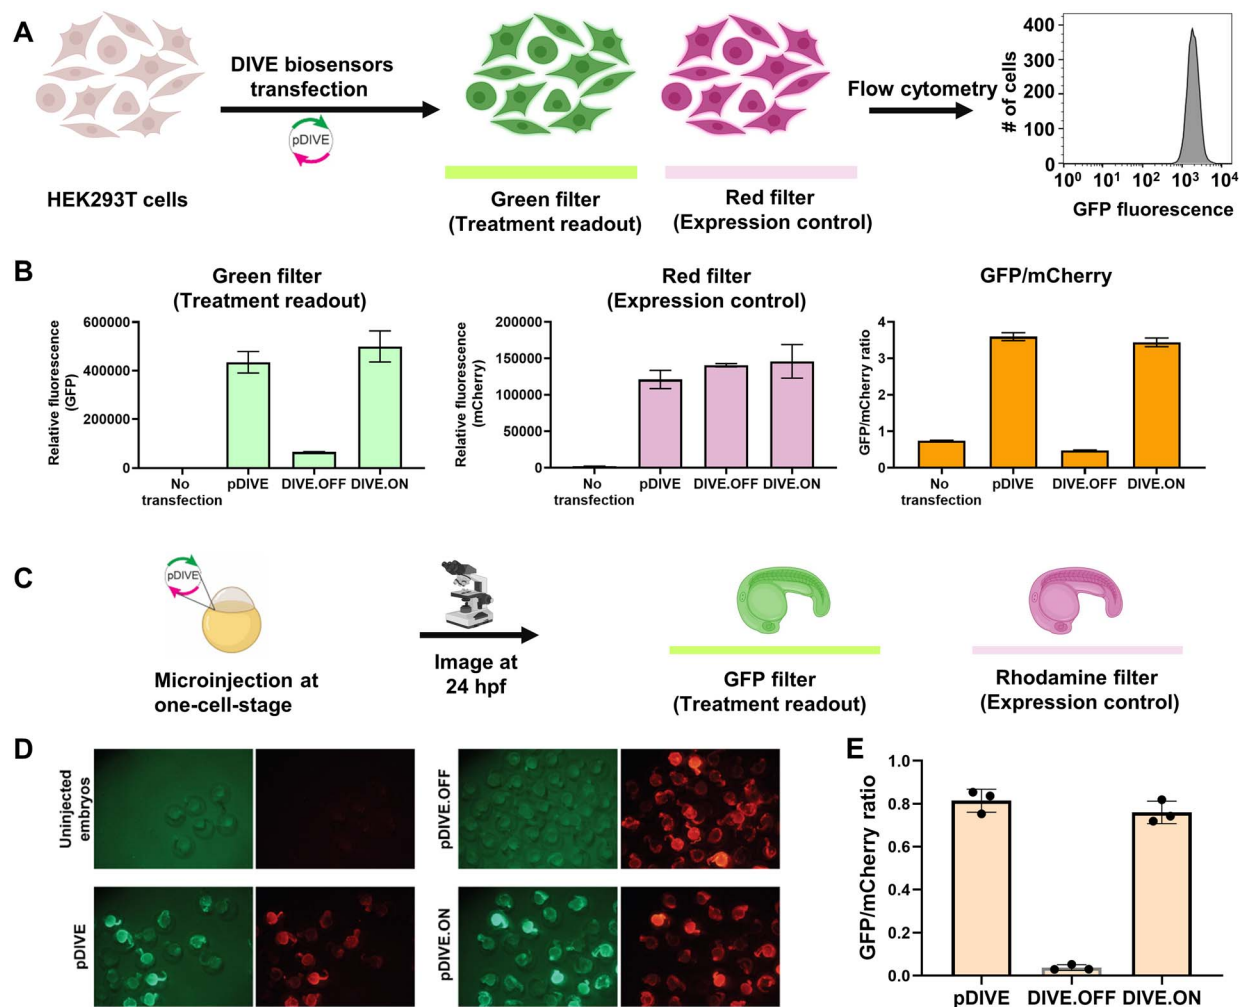 A
DIVE biosensors
transfection
pDIVE
HEK293T cells
Green filter
(Treatment readout)
Red filter
(Expression control)
Flow cytometry
# of cells
400
300
200
100
0
10⁰ 10¹ 10² 10³ 10⁴
GFP fluorescence
B
Green filter
(Treatment readout)
Relative fluorescence
(GFP)
600000
400000
200000
0
No
transfection
pDIVE
DIVE.OFF
DIVE.ON
Red filter
(Expression control)
Relative fluorescence
(mCherry)
200000
150000
100000
50000
0
No
transfection
pDIVE
DIVE.OFF
DIVE.ON
GFP/mCherry
GFP/mCherry ratio
4
3
2
1
0
No
transfection
pDIVE
DIVE.OFF
DIVE.ON
C
pDIVE
Microinjection at
one-cell-stage
Image at
24 hpf
GFP filter
(Treatment readout)
Rhodamine filter
(Expression control)
D
Uninjected
embryos
pDIVE.OFF
pDIVE
pDIVE.ON
E
GFP/mCherry ratio
1.0
0.8
0.6
0.4
0.2
0.0
pDIVE
DIVE.OFF
DIVE.ON